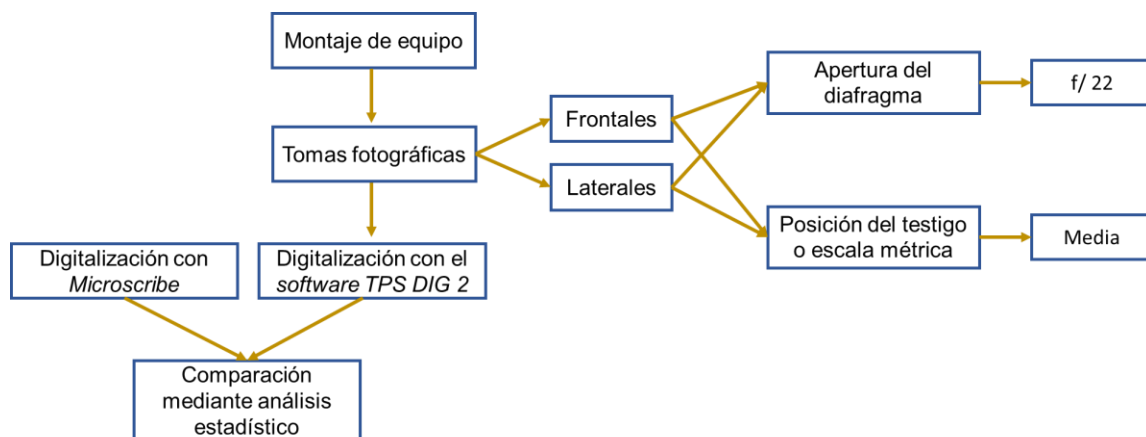 Montaje de equipo
Tomas fotográficas
Frontales
Laterales
Apertura del
diafragma
f/ 22
Posición del testigo
o escala métrica
Media
Digitalización con
Microscribe
Digitalización con el
software TPS DIG 2
Comparación
mediante análisis
estadístico